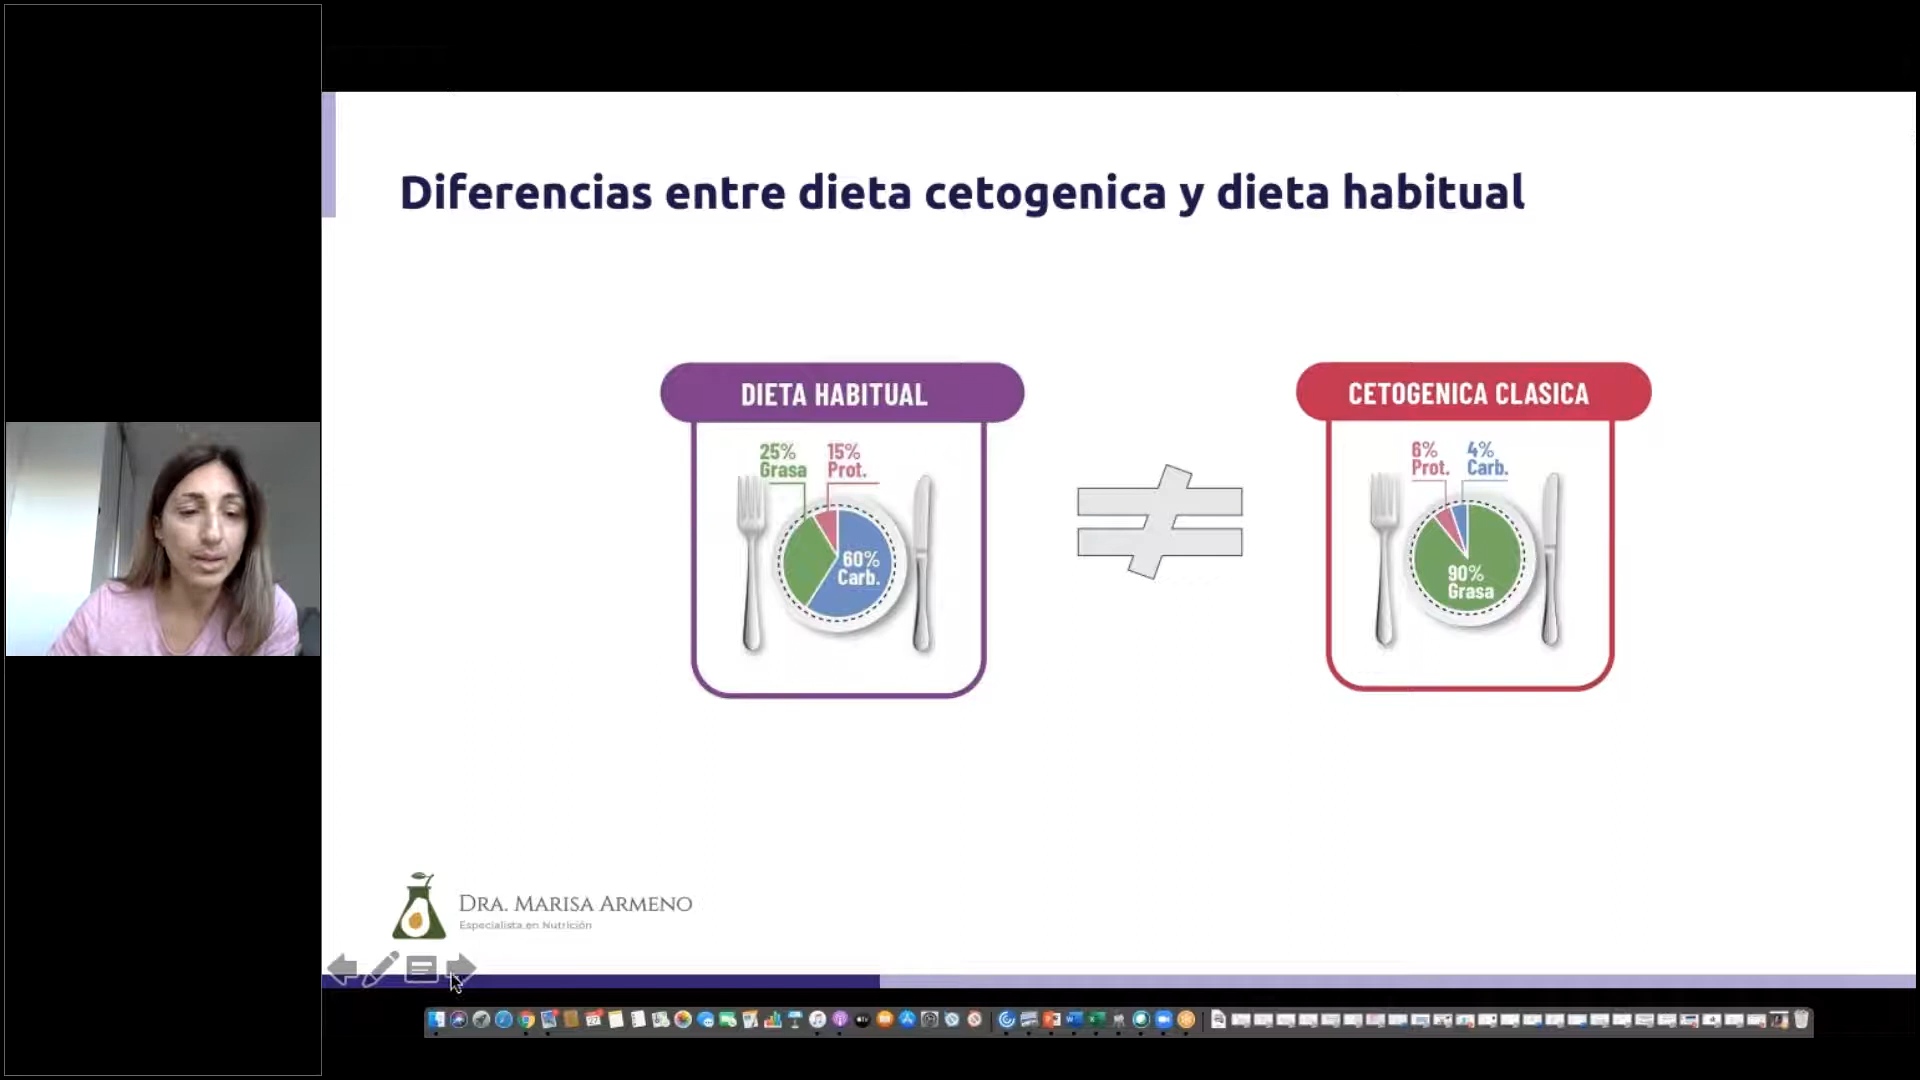 Diferencias entre dieta cetogenica y dieta habitual
DIETA HABITUAL
25%
Grasa
15%
Prot.
60%
Carb.
CETOGENICA CLASICA
6%
Prot.
4%
Carb.
90%
Grasa
DRA. MARISA ARMENO
Especialista en Nutrición